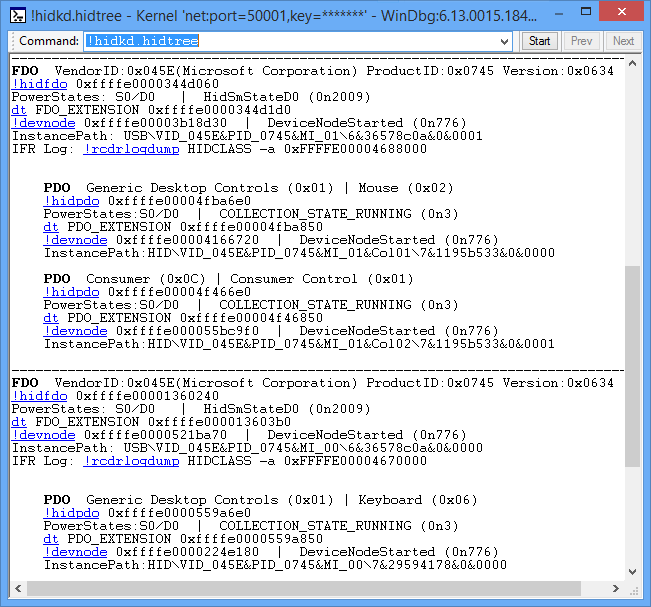 !hidkd.hidtree - Kernel 'net:port=50001,key=*******' - WinDbg:6.13.0015.184...
Command: !hidkd.hidtree Start Prev Next
FDO VendorID:0x045E(Microsoft Corporation) ProductID:0x0745 Version:0x0634
!hidfdo 0xffffe0000344d060
PowerStates: S0/D0 | HidSmStateD0 (0n2009)
dt FDO_EXTENSION 0xffffe0000344d1d0
!devnode 0xffffe00003b18d30 | DeviceNodeStarted (0n776)
InstancePath: USB\VID_045E&PID_0745&MI_01\6&36578c0a&0&0001
IFR Log: !rcdrlogdump HIDCLASS -a 0xFFFFE00004688000
PDO Generic Desktop Controls (0x01) | Mouse (0x02)
!hidpdo 0xffffe00004fba6e0
PowerStates:S0/D0 | COLLECTION_STATE_RUNNING (0n3)
dt PDO_EXTENSION 0xffffe00004fba850
!devnode 0xffffe00004166720 | DeviceNodeStarted (0n776)
InstancePath:HID\VID_045E&PID_0745&MI_01&Col01\7&1195b533&0&0000
PDO Consumer (0x0C) | Consumer Control (0x01)
!hidpdo 0xffffe00004f466e0
PowerStates:S0/D0 | COLLECTION_STATE_RUNNING (0n3)
dt PDO_EXTENSION 0xffffe00004f46850
!devnode 0xffffe000055bc9f0 | DeviceNodeStarted (0n776)
InstancePath:HID\VID_045E&PID_0745&MI_01&Col02\7&1195b533&0&0001
FDO VendorID:0x045E(Microsoft Corporation) ProductID:0x0745 Version:0x0634
!hidfdo 0xffffe00001360240
PowerStates: S0/D0 | HidSmStateD0 (0n2009)
dt FDO_EXTENSION 0xffffe000013603b0
!devnode 0xffffe0000521ba70 | DeviceNodeStarted (0n776)
InstancePath: USB\VID_045E&PID_0745&MI_00\6&36578c0a&0&0000
IFR Log: !rcdrlogdump HIDCLASS -a 0xFFFFE00004670000
PDO Generic Desktop Controls (0x01) | Keyboard (0x06)
!hidpdo 0xffffe0000559a6e0
PowerStates:S0/D0 | COLLECTION_STATE_RUNNING (0n3)
dt PDO_EXTENSION 0xffffe0000559a850
!devnode 0xffffe0000224e180 | DeviceNodeStarted (0n776)
InstancePath:HID\VID_045E&PID_0745&MI_00\7&29594178&0&0000